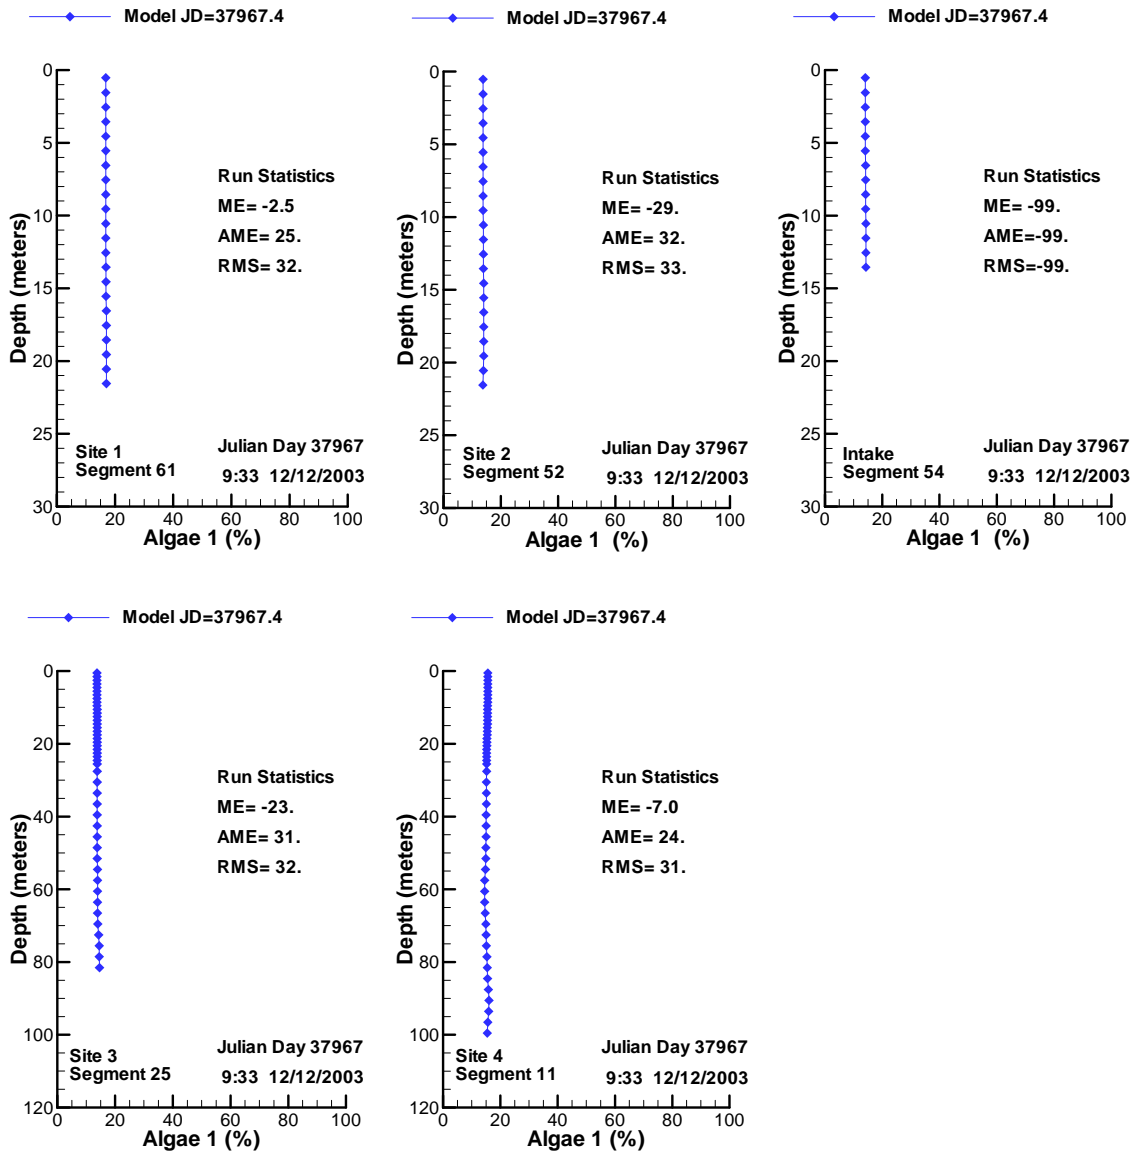 Model JD=37967.4
0
5
10
15
20
25
30
Depth (meters)
Run Statistics
ME= -2.5
AME= 25.
RMS= 32.
Site 1
Segment 61
Julian Day 37967
9:33 12/12/2003
0 20 40 60 80 100
Algae 1 (%)
Model JD=37967.4
0
5
10
15
20
25
30
Depth (meters)
Run Statistics
ME= -29.
AME= 32.
RMS= 33.
Site 2
Segment 52
Julian Day 37967
9:33 12/12/2003
0 20 40 60 80 100
Algae 1 (%)
Model JD=37967.4
0
5
10
15
20
25
30
Depth (meters)
Run Statistics
ME= -99.
AME=-99.
RMS=-99.
Intake
Segment 54
Julian Day 37967
9:33 12/12/2003
0 20 40 60 80 100
Algae 1 (%)
Model JD=37967.4
0
20
40
60
80
100
120
Depth (meters)
Run Statistics
ME= -23.
AME= 31.
RMS= 32.
Site 3
Segment 25
Julian Day 37967
9:33 12/12/2003
0 20 40 60 80 100
Algae 1 (%)
Model JD=37967.4
0
20
40
60
80
100
120
Depth (meters)
Run Statistics
ME= -7.0
AME= 24.
RMS= 31.
Site 4
Segment 11
Julian Day 37967
9:33 12/12/2003
0 20 40 60 80 100
Algae 1 (%)